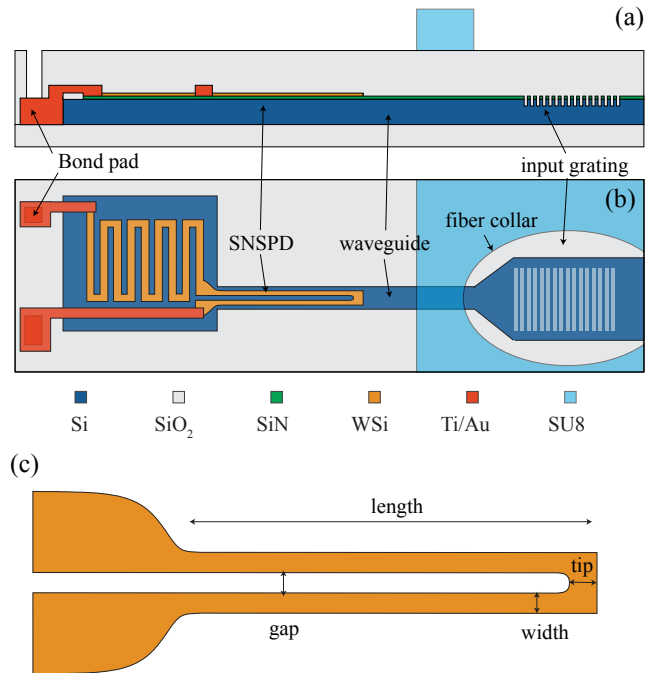 (a)
Bond pad
input grating
(b)
SNSPD
waveguide
fiber collar
Si
SiO₂
SiN
WSi
Ti/Au
SU8
(c)
length
tip
gap
width